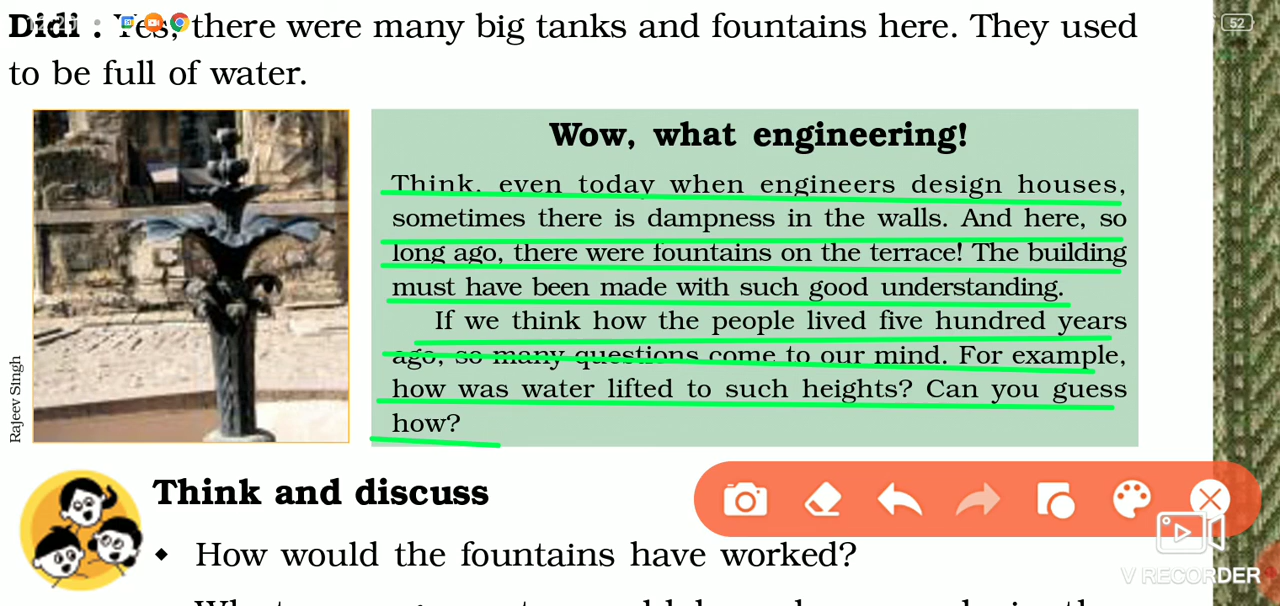 Didi : Yes, there were many big tanks and fountains here. They used
to be full of water.
52
Wow, what engineering!
Think, even today when engineers design houses,
sometimes there is dampness in the walls. And here, so
long ago, there were fountains on the terrace! The building
must have been made with such good understanding.
If we think how the people lived five hundred years
ago, so many questions come to our mind. For example,
how was water lifted to such heights? Can you guess
how?
Rajeev Singh
Think and discuss
◆ How would the fountains have worked?
V RECORDER